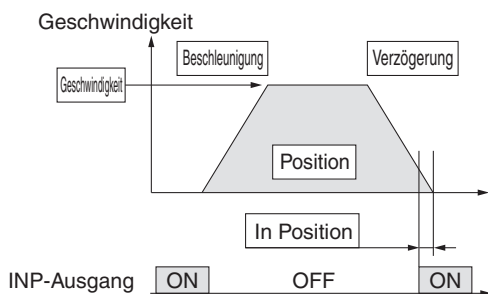 Geschwindigkeit
Beschleunigung
Verzögerung
Geschwindigkeit
Position
In Position
INP-Ausgang ON OFF ON